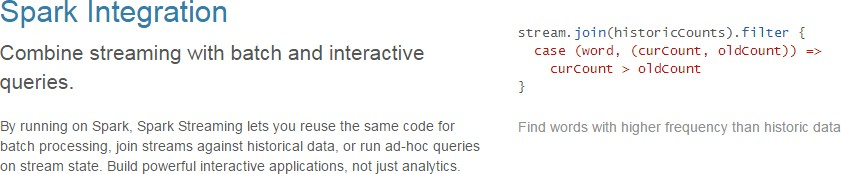 Spark Integration
Combine streaming with batch and interactive
queries.
By running on Spark, Spark Streaming lets you reuse the same code for
batch processing, join streams against historical data, or run ad-hoc queries
on stream state. Build powerful interactive applications, not just analytics.
stream.join(historicCounts).filter {
  case (word, (curCount, oldCount)) =>
    curCount > oldCount
}
Find words with higher frequency than historic data